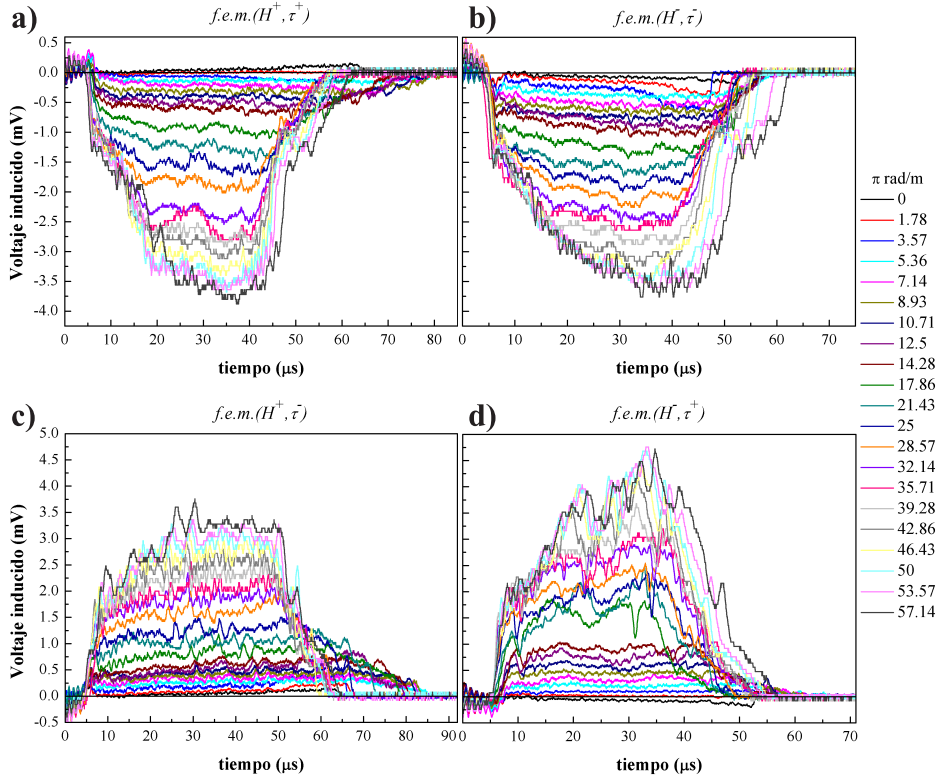 a)
f.e.m.(H⁺, τ⁺)
b)
f.e.m.(H⁻, τ⁻)
Voltaje inducido (mV)
0.5
0.0
-0.5
-1.0
-1.5
-2.0
-2.5
-3.0
-3.5
-4.0
0 10 20 30 40 50 60 70 80
0 10 20 30 40 50 60 70
tiempo (μs)
tiempo (μs)
c)
f.e.m.(H⁺, τ⁻)
d)
f.e.m.(H⁻, τ⁺)
Voltaje inducido (mV)
5.0
4.5
4.0
3.5
3.0
2.5
2.0
1.5
1.0
0.5
0.0
-0.5
0 10 20 30 40 50 60 70 80 90
0 10 20 30 40 50 60 70
tiempo (μs)
tiempo (μs)
π rad/m
0
1.78
3.57
5.36
7.14
8.93
10.71
12.5
14.28
17.86
21.43
25
28.57
32.14
35.71
39.28
42.86
46.43
50
53.57
57.14